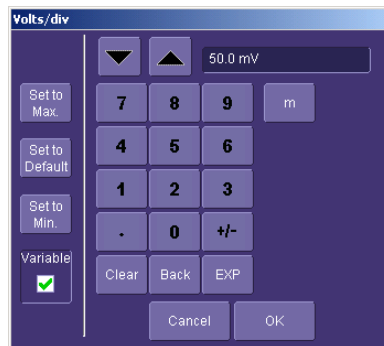 Volts/div
50.0 mV
Set to
Max.
7 8 9 m
Set to
Default
4 5 6
1 2 3
Set to
Min.
. 0 +/-
Variable
Clear Back EXP
Cancel OK